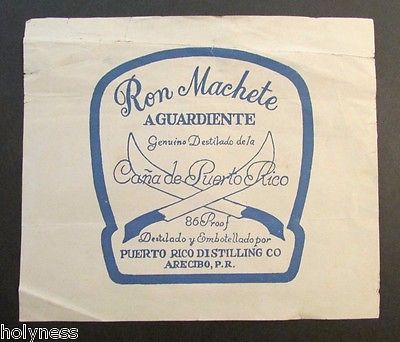 Ron Machete
AGUARDIENTE
Genuino Destilado de la
Caña de Puerto Rico
86 Proof
Destilado y Embotellado por
PUERTO RICO DISTILLING CO
ARECIBO, P.R.
holyness